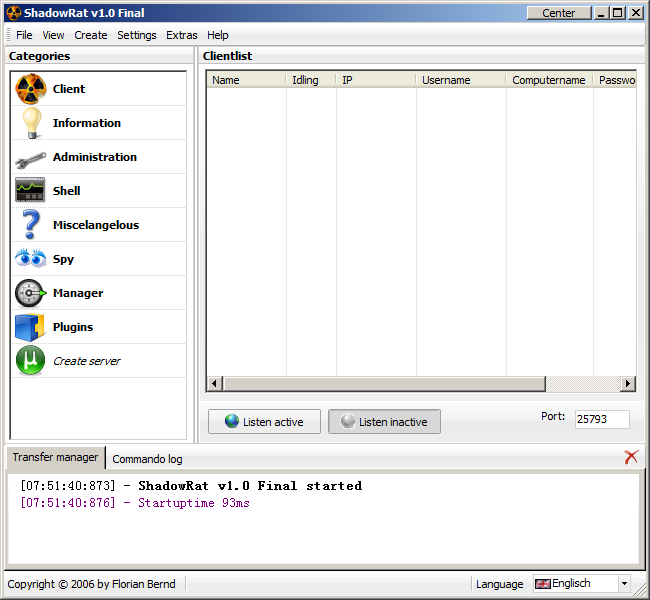 ShadowRat v1.0 Final
Center
File View Create Settings Extras Help
Categories
Client
Information
Administration
Shell
Miscelangelous
Spy
Manager
Plugins
Create server
Clientlist
Name Idling IP Username Computername Passwo
Listen active
Listen inactive
Port: 25793
Transfer manager
Commando log
[07:51:40:873] - ShadowRat v1.0 Final started
[07:51:40:876] - Startuptime 93ms
Copyright © 2006 by Florian Bernd
Language
Englisch